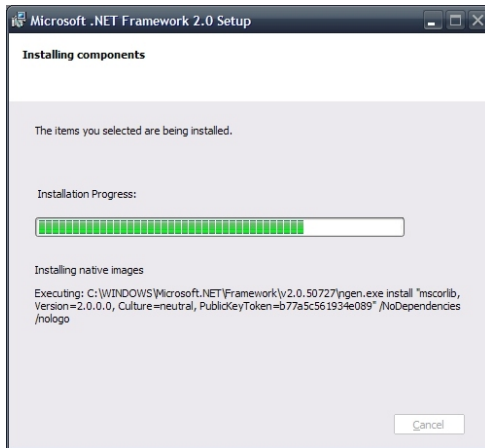 Microsoft .NET Framework 2.0 Setup
Installing components
The items you selected are being installed.
Installation Progress:
Installing native images
Executing: C:\WINDOWS\Microsoft.NET\Framework\v2.0.50727\ngen.exe install "mscorlib,
Version=2.0.0.0, Culture=neutral, PublicKeyToken=b77a5c561934e089" /NoDependencies
/nologo
Cancel